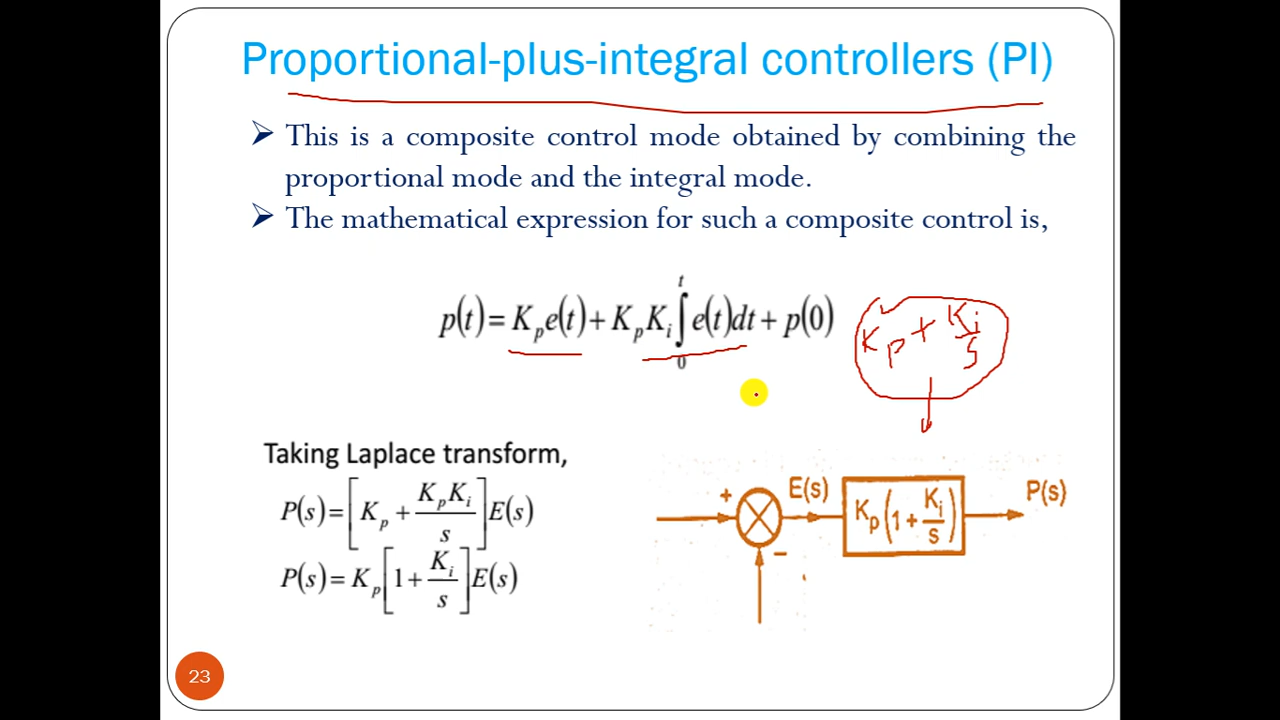 Proportional-plus-integral controllers (PI)
➢ This is a composite control mode obtained by combining the
proportional mode and the integral mode.
➢ The mathematical expression for such a composite control is,
p(t) = K_p e(t) + K_p K_i ∫_0^t e(t)dt + p(0)
K_p + K_i/s
Taking Laplace transform,
P(s) = [K_p + K_p K_i/s] E(s)
P(s) = K_p [1 + K_i/s] E(s)
+ E(s) K_p (1 + K_i/s) P(s)
−
23